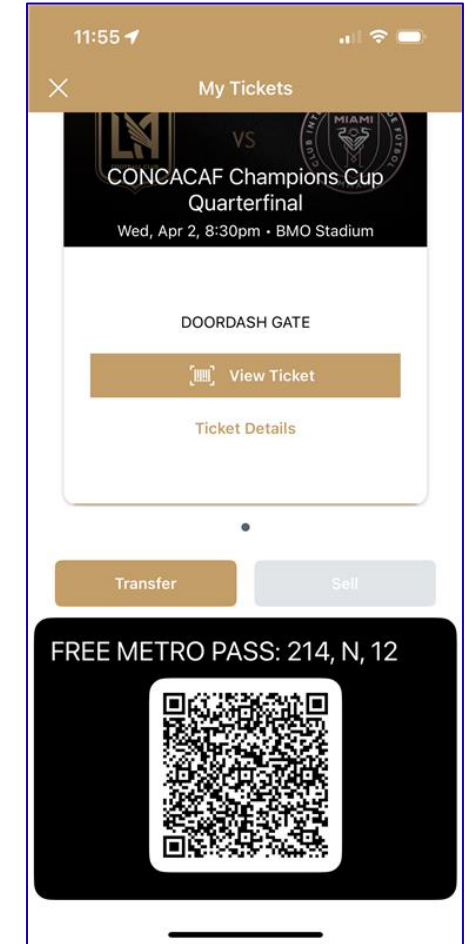 11:55
My Tickets
VS
MIAMI
CONCACAF Champions Cup
Quarterfinal
Wed, Apr 2, 8:30pm • BMO Stadium
DOORDASH GATE
View Ticket
Ticket Details
Transfer
Sell
FREE METRO PASS: 214, N, 12